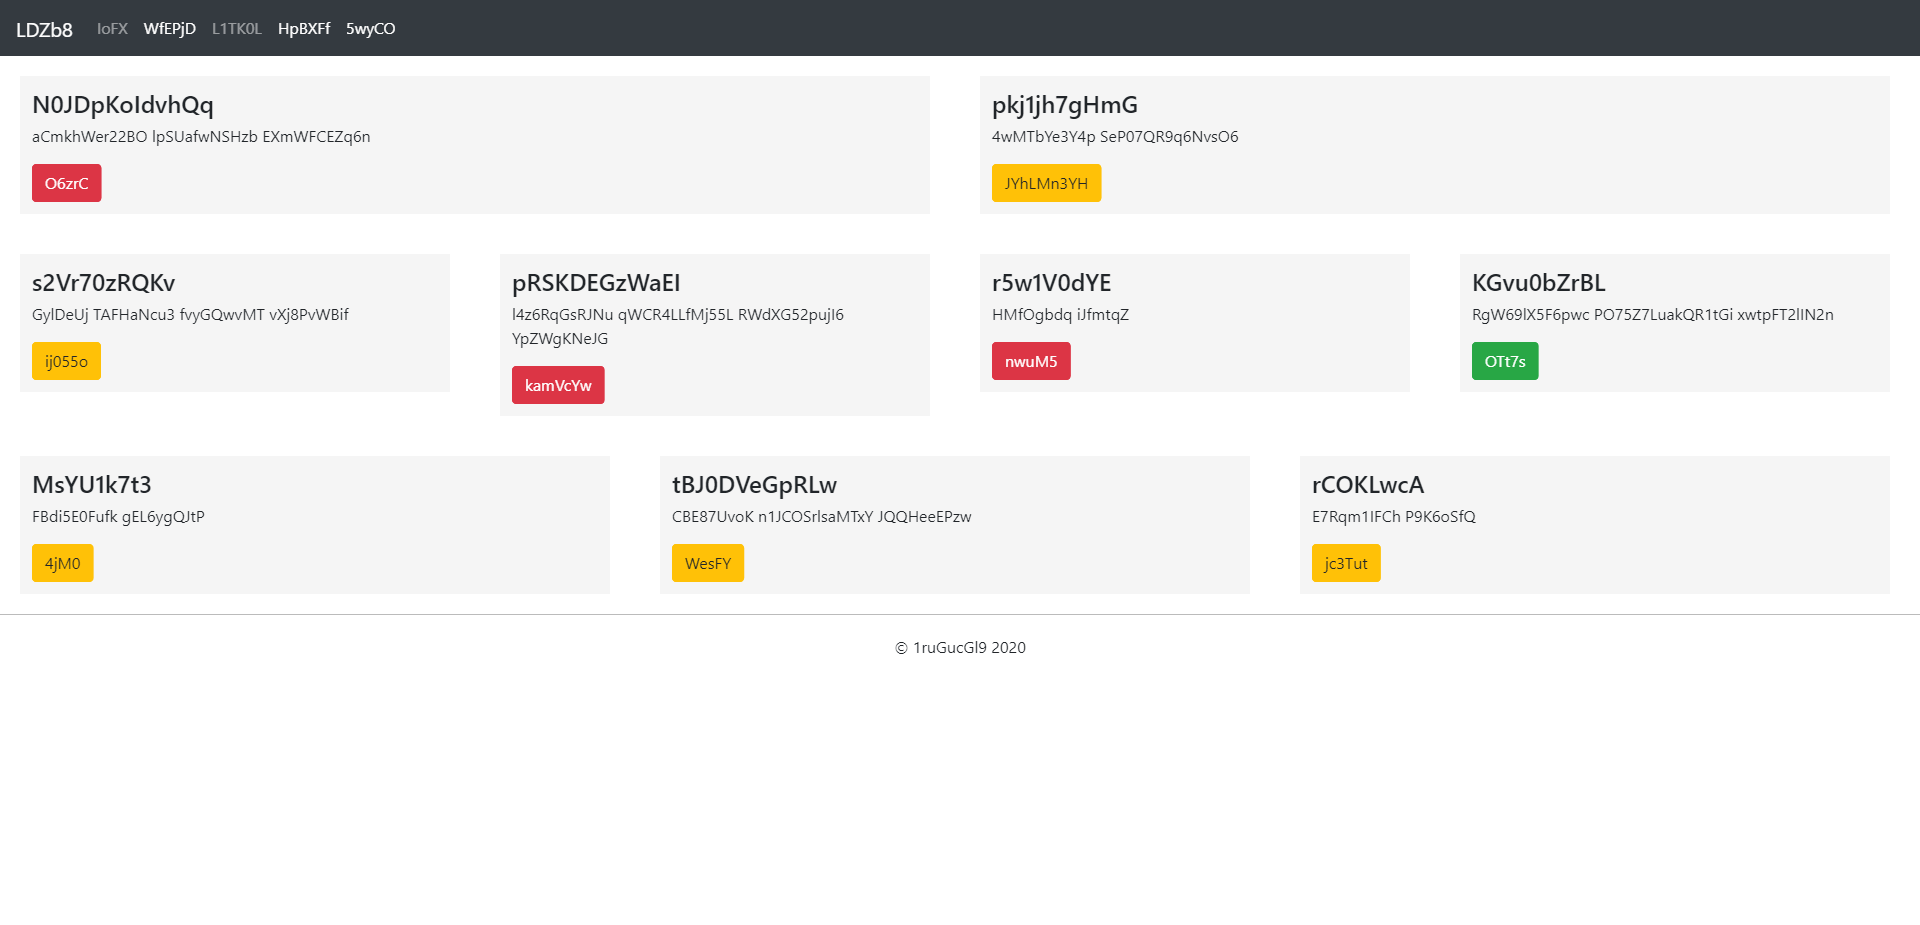 LDZb8 IoFX WfEPjD L1TK0L HpBXFf 5wyCO
N0JDpKoIdvhQq
aCmkhWer22BO lpSUafwNSHzb EXmWFCEZq6n
O6zrC
pkj1jh7gHmG
4wMTbYe3Y4p SeP07QR9q6NvsO6
JYhLMn3YH
s2Vr70zRQKv
GylDeUj TAFHaNcu3 fvyGQwvMT vXj8PvWBif
ij055o
pRSKDEGzWaEI
l4z6RqGsRJNu qWCR4LLfMj55L RWdXG52pujI6
YpZWgKNeJG
kamVcYw
r5w1V0dYE
HMfOgbdq iJfmtqZ
nwuM5
KGvu0bZrBL
RgW69lX5F6pwc PO75Z7LuakQR1tGi xwtpFT2lIN2n
OTt7s
MsYU1k7t3
FBdi5E0Fufk gEL6ygQJtP
4jM0
tBJ0DVeGpRLw
CBE87UvoK n1JCOSrlsaMTxY JQQHeeEPzw
WesFY
rCOKLwcA
E7Rqm1IFCh P9K6oSfQ
jc3Tut
© 1ruGucGl9 2020